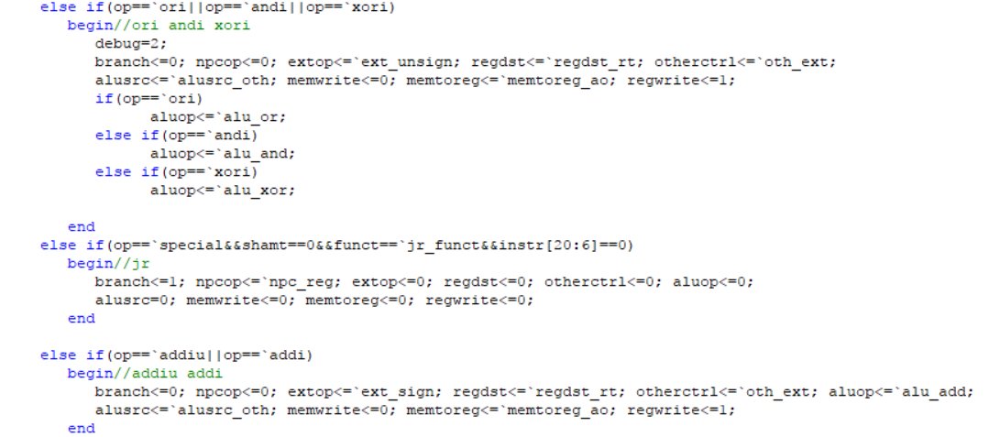 else if(op==`ori||op==`andi||op==`xori)
begin//ori andi xori
debug=2;
branch<=0; npcop<=0; extop<=`ext_unsign; regdst<=`regdst_rt; otherctrl<=`oth_ext;
alusrc<=`alusrc_oth; memwrite<=0; memtoreg<=`memtoreg_ao; regwrite<=1;
if(op==`ori)
aluop<=`alu_or;
else if(op==`andi)
aluop<=`alu_and;
else if(op==`xori)
aluop<=`alu_xor;
end
else if(op==`special&&shamt==0&&funct==`jr_funct&&instr[20:6]==0)
begin//jr
branch<=1; npcop<=`npc_reg; extop<=0; regdst<=0; otherctrl<=0; aluop<=0;
alusrc=0; memwrite<=0; memtoreg<=0; regwrite<=0;
end
else if(op==`addiu||op==`addi)
begin//addiu addi
branch<=0; npcop<=0; extop<=`ext_sign; regdst<=`regdst_rt; otherctrl<=`oth_ext; aluop<=`alu_add;
alusrc<=`alusrc_oth; memwrite<=0; memtoreg<=`memtoreg_ao; regwrite<=1;
end